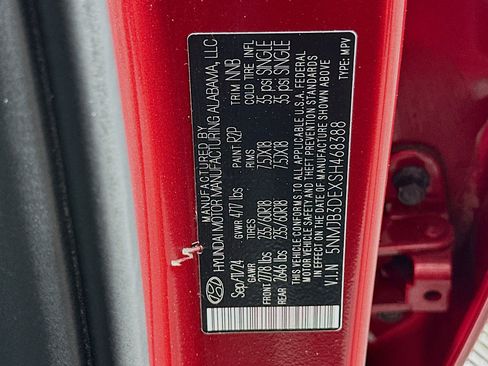 MANUFACTURED BY
HYUNDAI MOTOR MANUFACTURING ALABAMA, LLC
Sep/10/24 GVWR 4717 lbs PAINT R2P TRIM NNB
GAWR TIRES RIMS COLD TIRE INFL
FRONT 2778 lbs 235/60R18 7.5JX18 35 psi SINGLE
REAR 2646 lbs 235/60R18 7.5JX18 35 psi SINGLE
THIS VEHICLE CONFORMS TO ALL APPLICABLE U.S.A. FEDERAL
MOTOR VEHICLE SAFETY AND THEFT PREVENTION STANDARDS
IN EFFECT ON THE DATE OF MANUFACTURE SHOWN ABOVE
V.I.N 5NMJB3DEXSH468388 TYPE: MPV